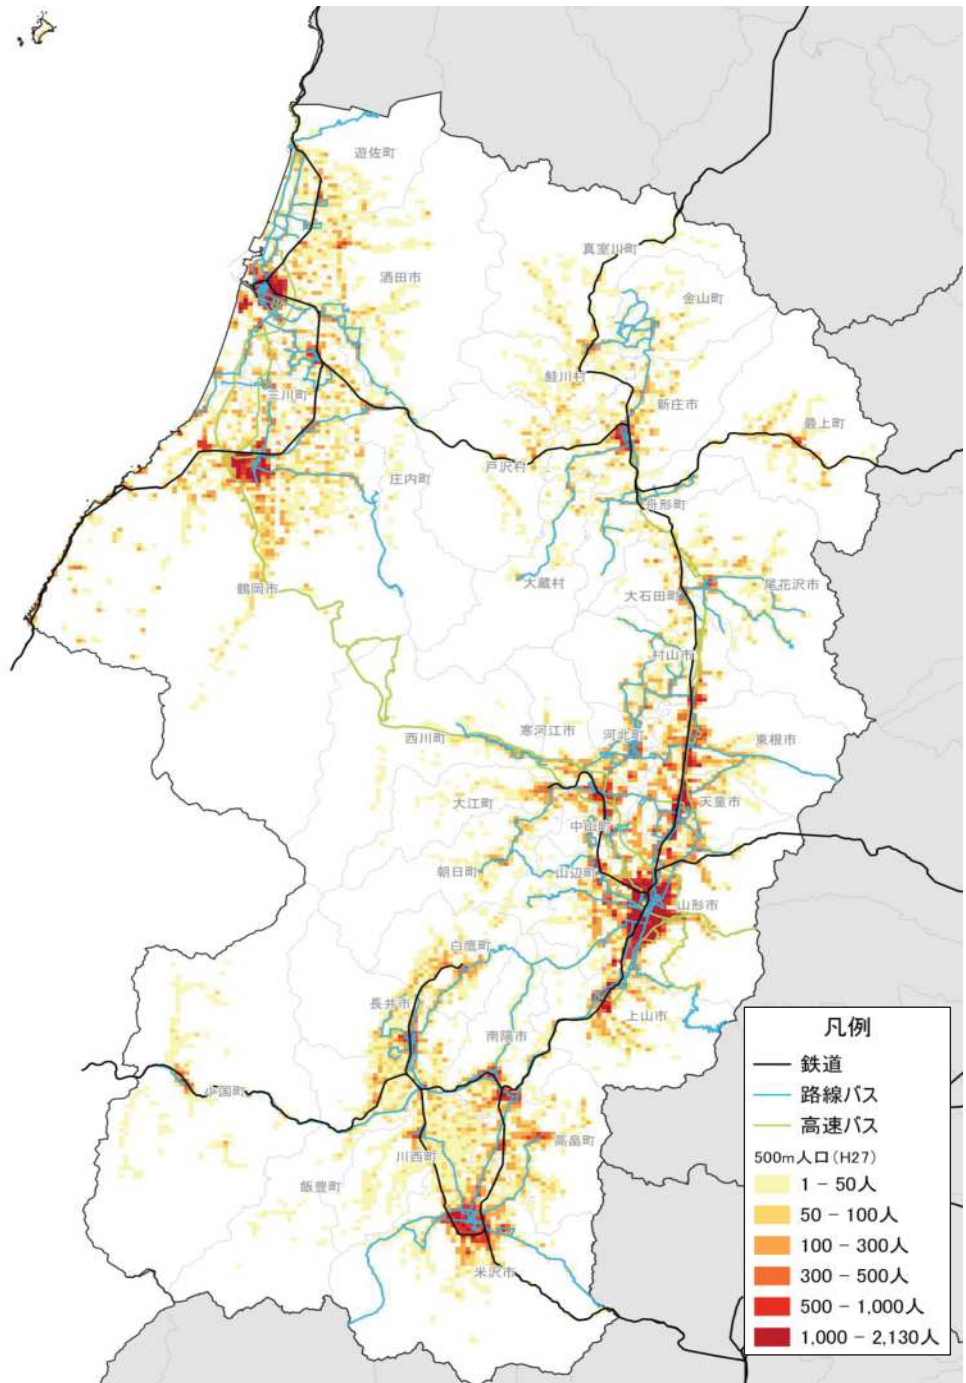 遊佐町
真室川町
酒田市
金山町
鮭川村
三川町
新庄市
最上町
戸沢村
庄内町
舟形町
大蔵村
尾花沢市
鶴岡市
大石田町
村山市
寒河江市
河北町
西川町
東根市
大江町
天童市
中山町
朝日町
山辺町
山形市
白鷹町
長井市
上山市
南陽市
小国町
高畠町
川西町
飯豊町
米沢市
凡例
鉄道
路線バス
高速バス
500m人口(H27)
1 - 50人
50 - 100人
100 - 300人
300 - 500人
500 - 1,000人
1,000 - 2,130人